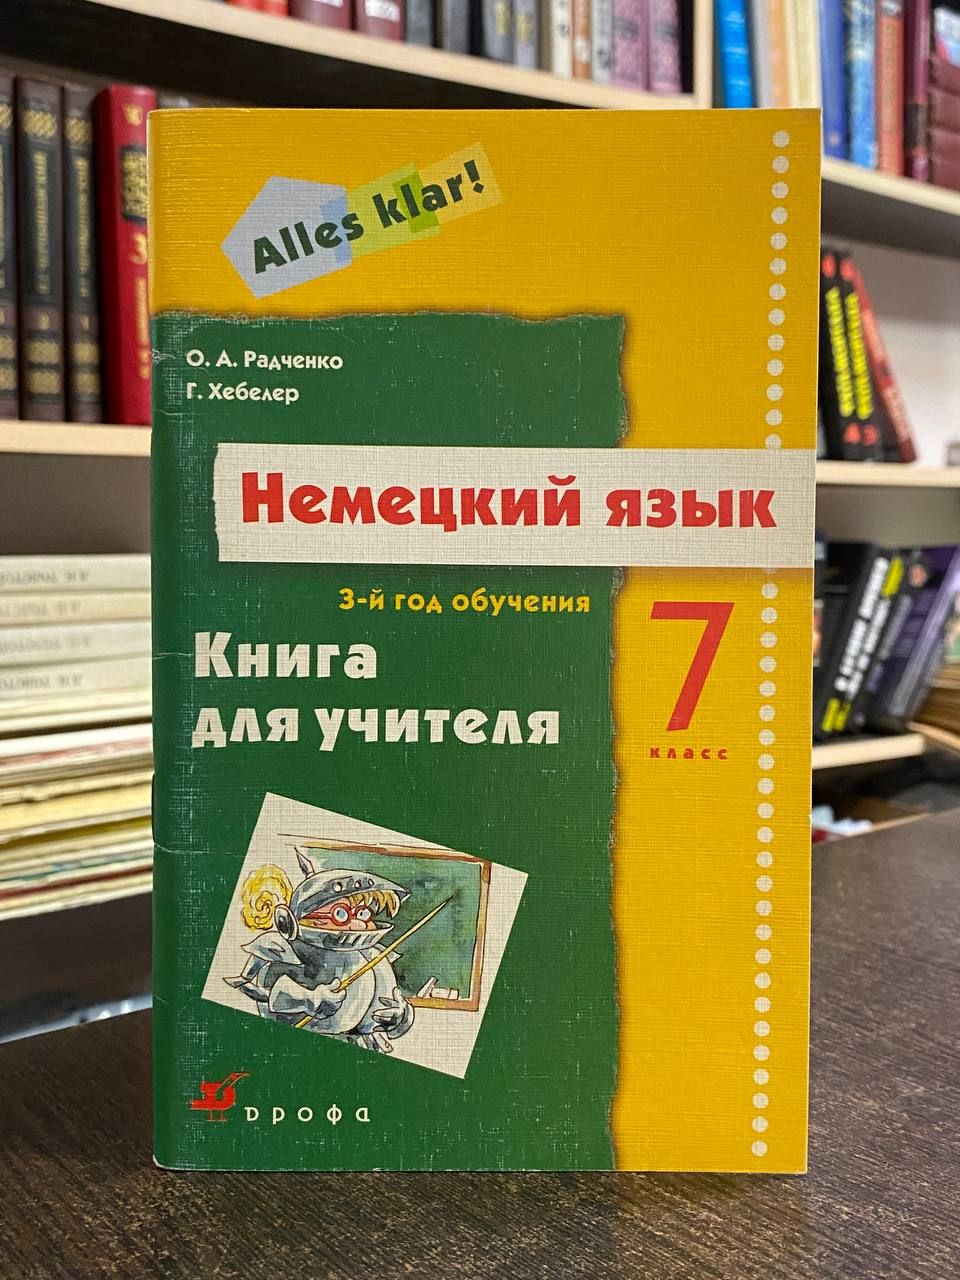 Alles klar!
О. А. Радченко
Г. Хебелер
Немецкий язык
3-й год обучения
Книга
для учителя
7
класс
дрофа